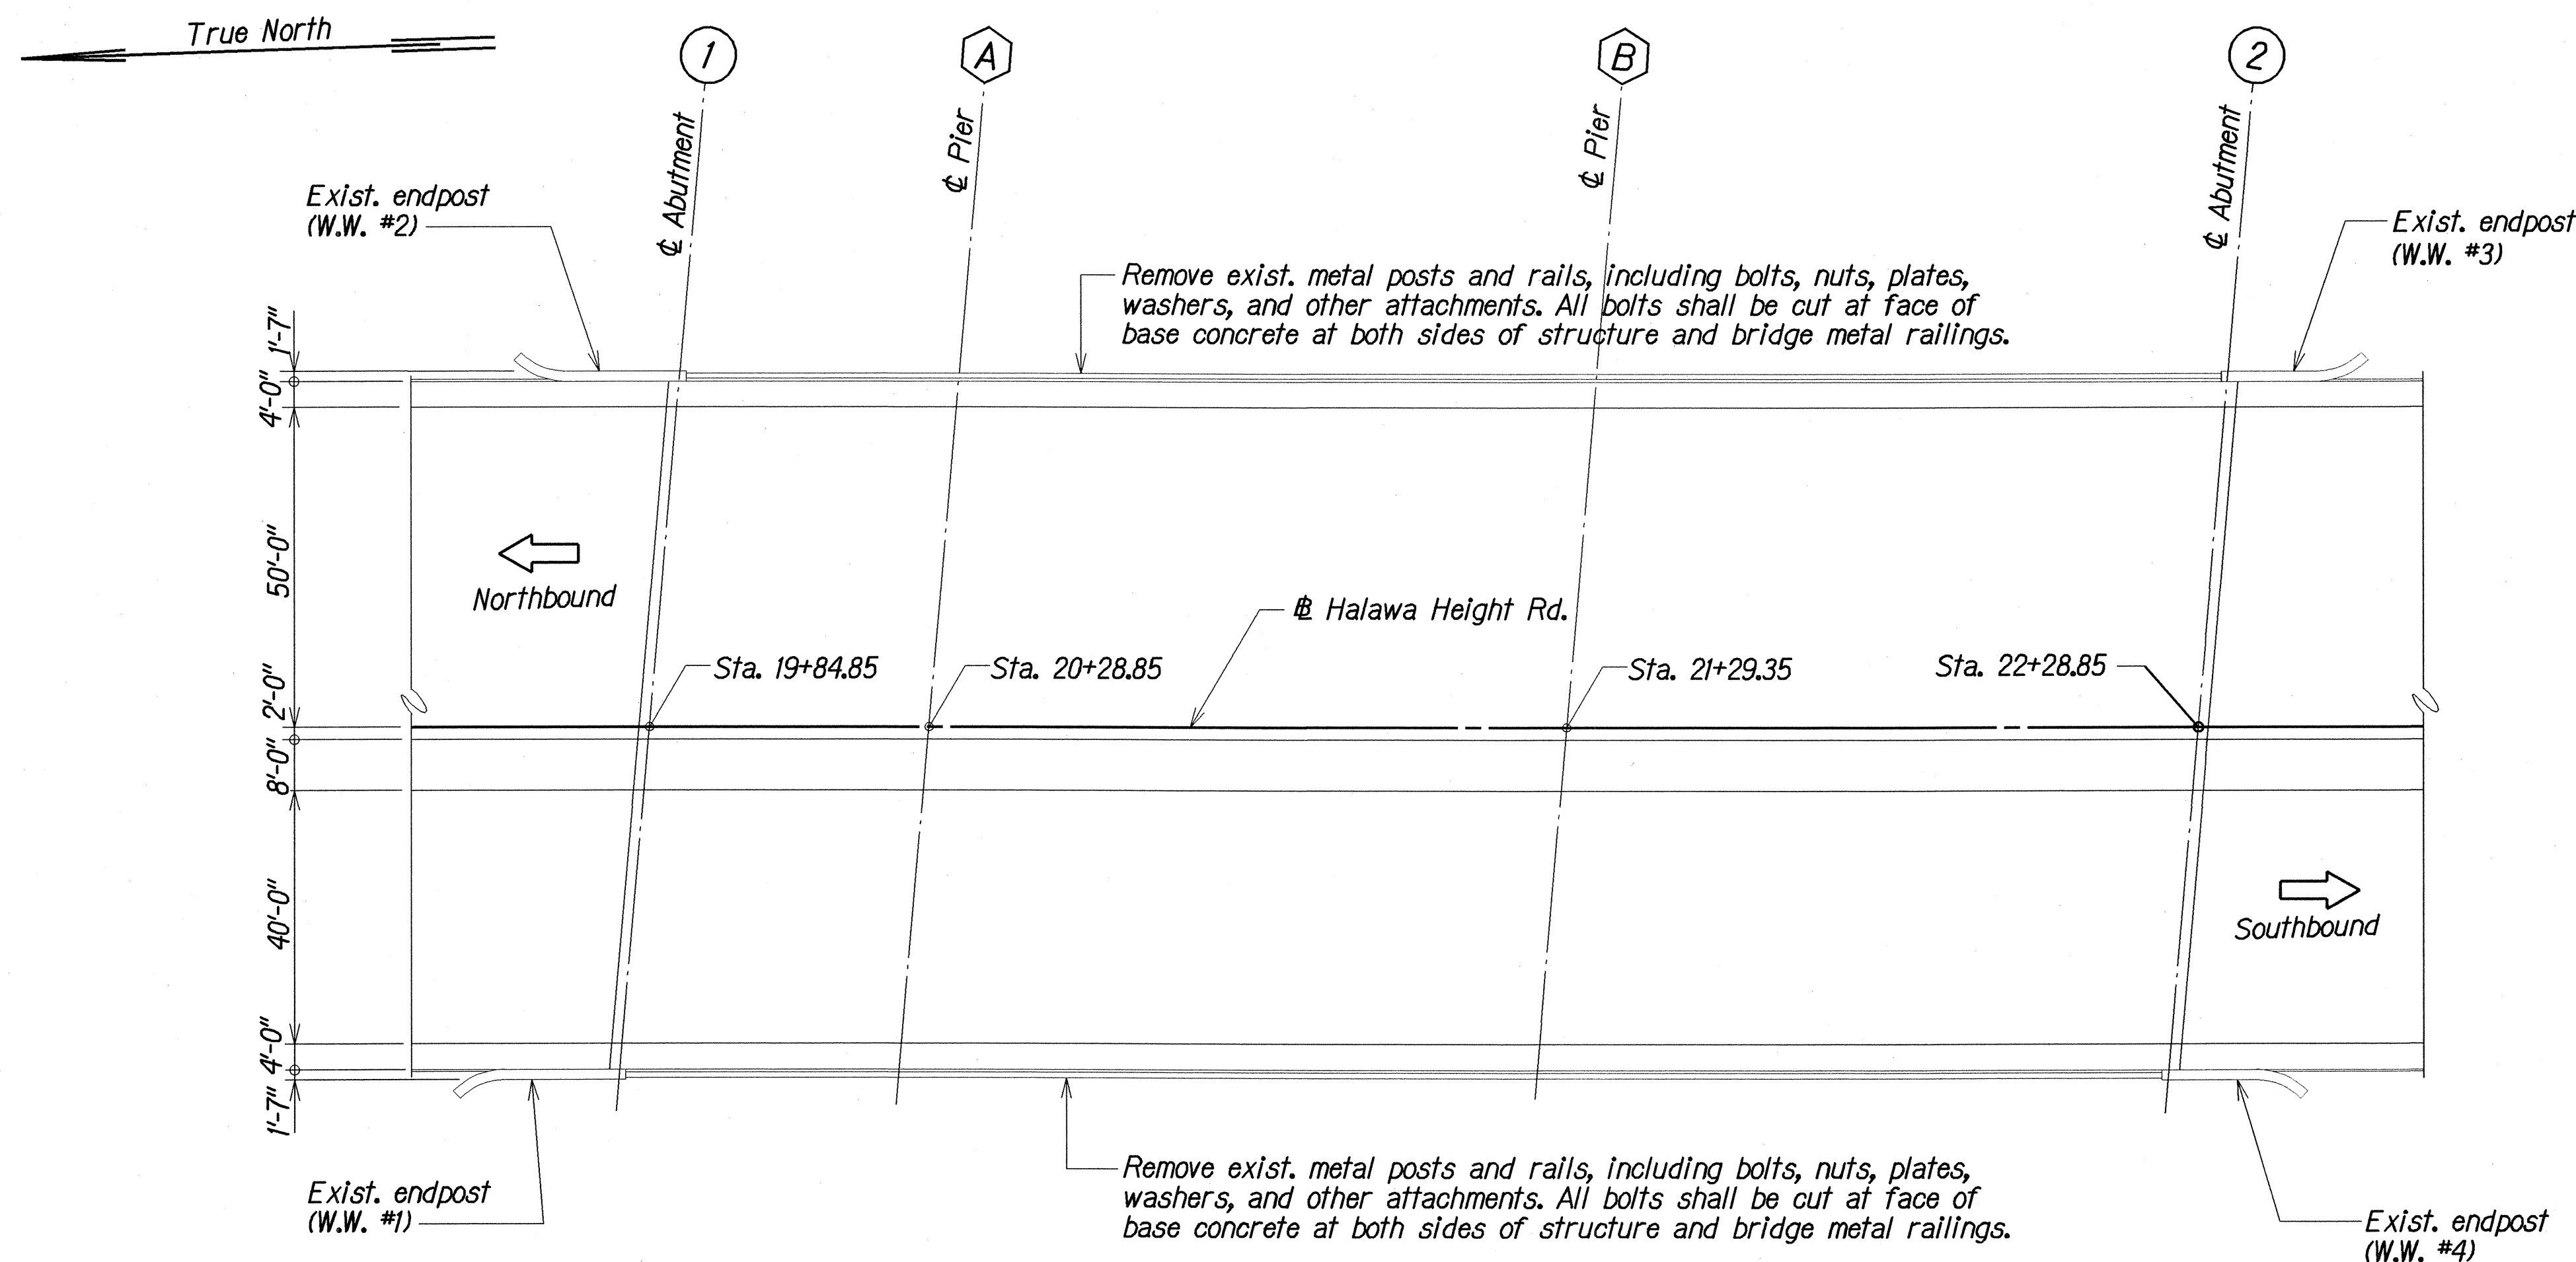 True North
1
A
B
2
℄ Abutment
℄ Pier
℄ Pier
℄ Abutment
Exist. endpost
(W.W. #2)
Exist. endpost
(W.W. #3)
Remove exist. metal posts and rails, including bolts, nuts, plates,
washers, and other attachments. All bolts shall be cut at face of
base concrete at both sides of structure and bridge metal railings.
1'-7"
4'-0"
50'-0"
2'-0"
8'-0"
40'-0"
4'-0"
1'-7"
Northbound
BL Halawa Height Rd.
Sta. 19+84.85
Sta. 20+28.85
Sta. 21+29.35
Sta. 22+28.85
Southbound
Remove exist. metal posts and rails, including bolts, nuts, plates,
washers, and other attachments. All bolts shall be cut at face of
base concrete at both sides of structure and bridge metal railings.
Exist. endpost
(W.W. #1)
Exist. endpost
(W.W. #4)